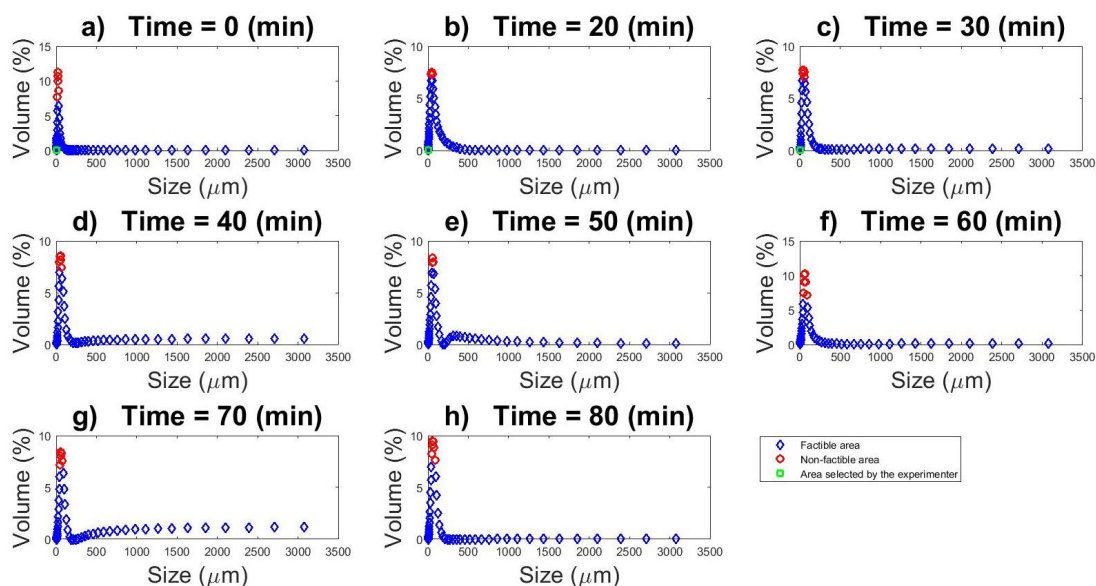 a) Time = 0 (min)
Volume (%)
15
10
5
0
0 500 1000 1500 2000 2500 3000 3500
Size (μm)
b) Time = 20 (min)
Volume (%)
10
5
0
0 500 1000 1500 2000 2500 3000 3500
Size (μm)
c) Time = 30 (min)
Volume (%)
10
5
0
0 500 1000 1500 2000 2500 3000 3500
Size (μm)
d) Time = 40 (min)
Volume (%)
10
5
0
0 500 1000 1500 2000 2500 3000 3500
Size (μm)
e) Time = 50 (min)
Volume (%)
10
5
0
0 500 1000 1500 2000 2500 3000 3500
Size (μm)
f) Time = 60 (min)
Volume (%)
15
10
5
0
0 500 1000 1500 2000 2500 3000 3500
Size (μm)
g) Time = 70 (min)
Volume (%)
10
5
0
0 500 1000 1500 2000 2500 3000 3500
Size (μm)
h) Time = 80 (min)
Volume (%)
10
5
0
0 500 1000 1500 2000 2500 3000 3500
Size (μm)
Factible area
Non-factible area
Area selected by the experimenter